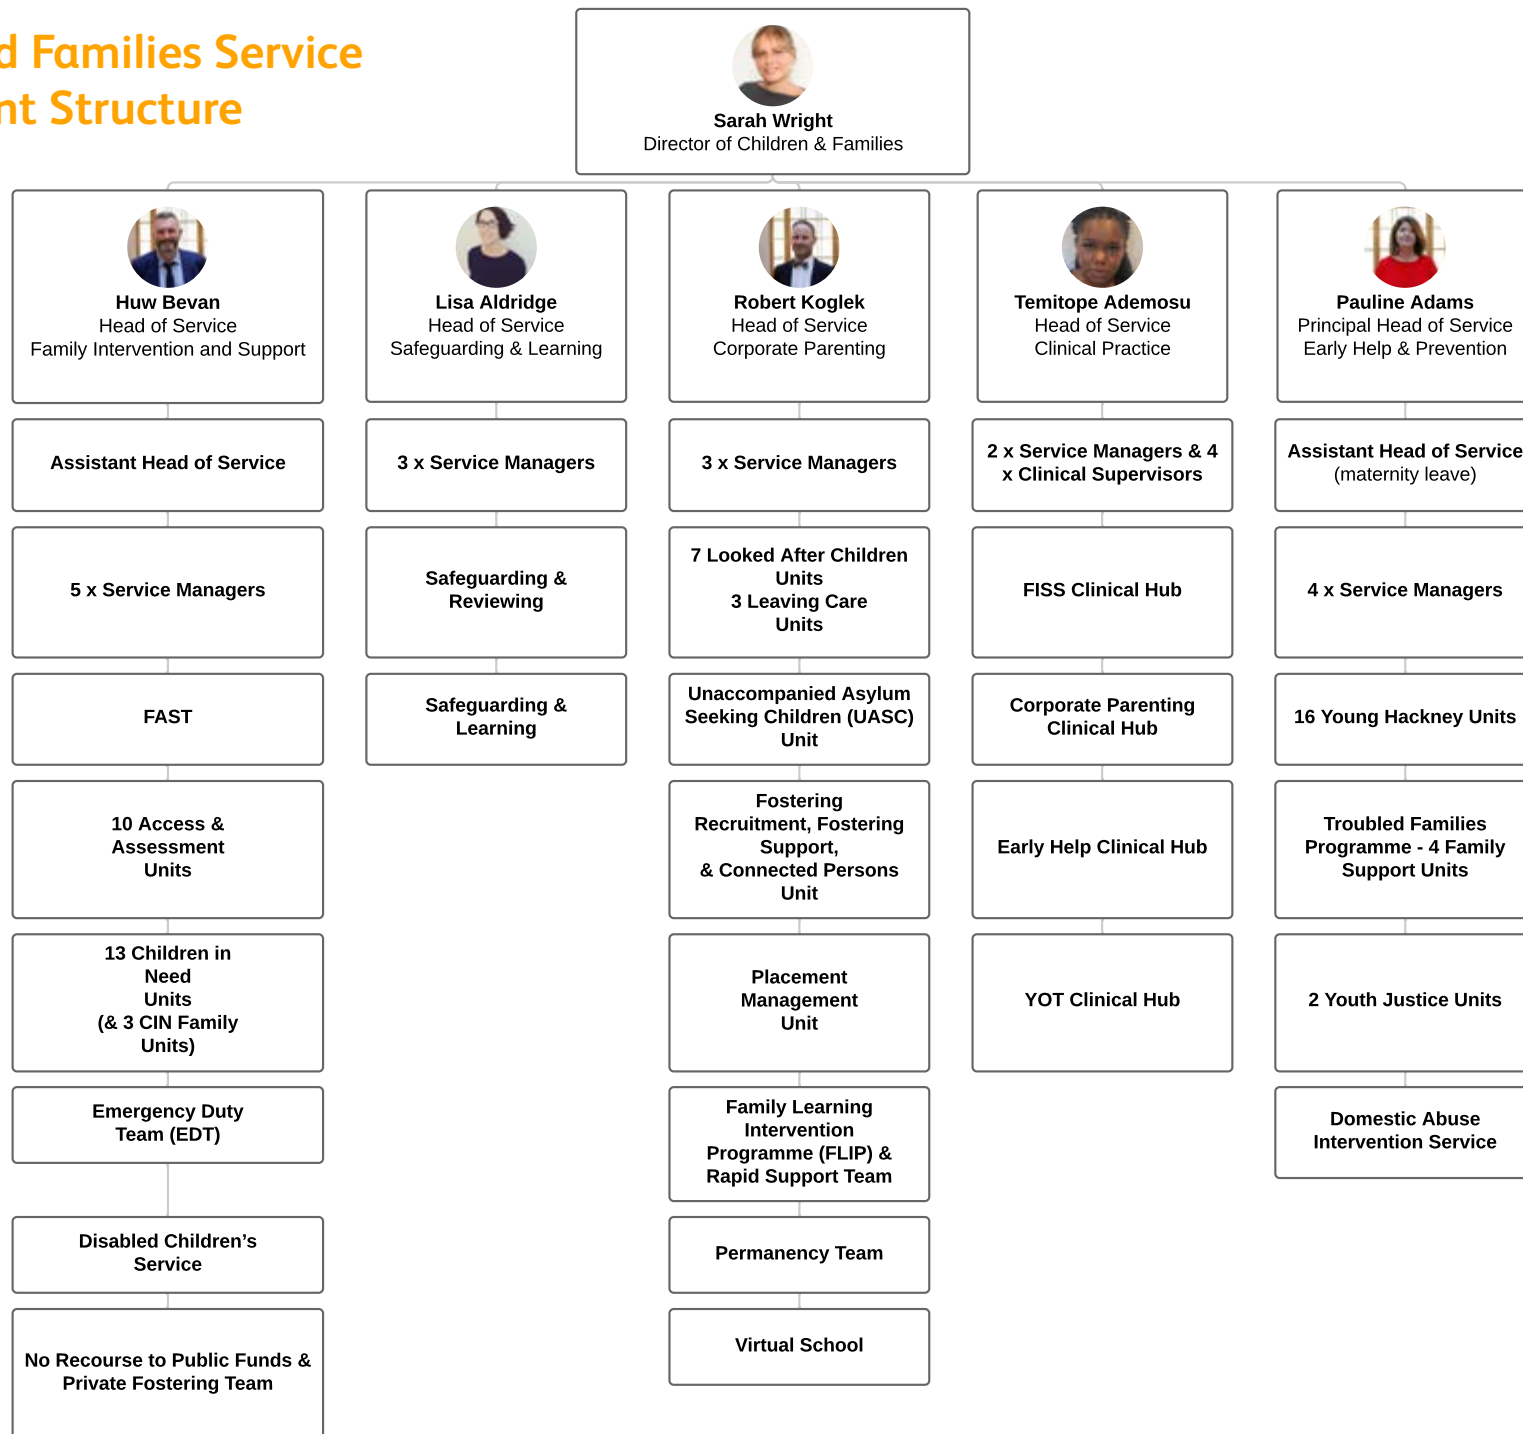 d Families Service
nt Structure
Sarah Wright
Director of Children & Families
Huw Bevan
Head of Service
Family Intervention and Support
Assistant Head of Service
5 x Service Managers
FAST
10 Access &
Assessment
Units
13 Children in
Need
Units
(& 3 CIN Family
Units)
Emergency Duty
Team (EDT)
Disabled Children’s
Service
No Recourse to Public Funds &
Private Fostering Team
Lisa Aldridge
Head of Service
Safeguarding & Learning
3 x Service Managers
Safeguarding &
Reviewing
Safeguarding &
Learning
Robert Koglek
Head of Service
Corporate Parenting
3 x Service Managers
7 Looked After Children
Units
3 Leaving Care
Units
Unaccompanied Asylum
Seeking Children (UASC)
Unit
Fostering
Recruitment, Fostering
Support,
& Connected Persons
Unit
Placement
Management
Unit
Family Learning
Intervention
Programme (FLIP) &
Rapid Support Team
Permanency Team
Virtual School
Temitope Ademosu
Head of Service
Clinical Practice
2 x Service Managers & 4
x Clinical Supervisors
FISS Clinical Hub
Corporate Parenting
Clinical Hub
Early Help Clinical Hub
YOT Clinical Hub
Pauline Adams
Principal Head of Service
Early Help & Prevention
Assistant Head of Service
(maternity leave)
4 x Service Managers
16 Young Hackney Units
Troubled Families
Programme - 4 Family
Support Units
2 Youth Justice Units
Domestic Abuse
Intervention Service